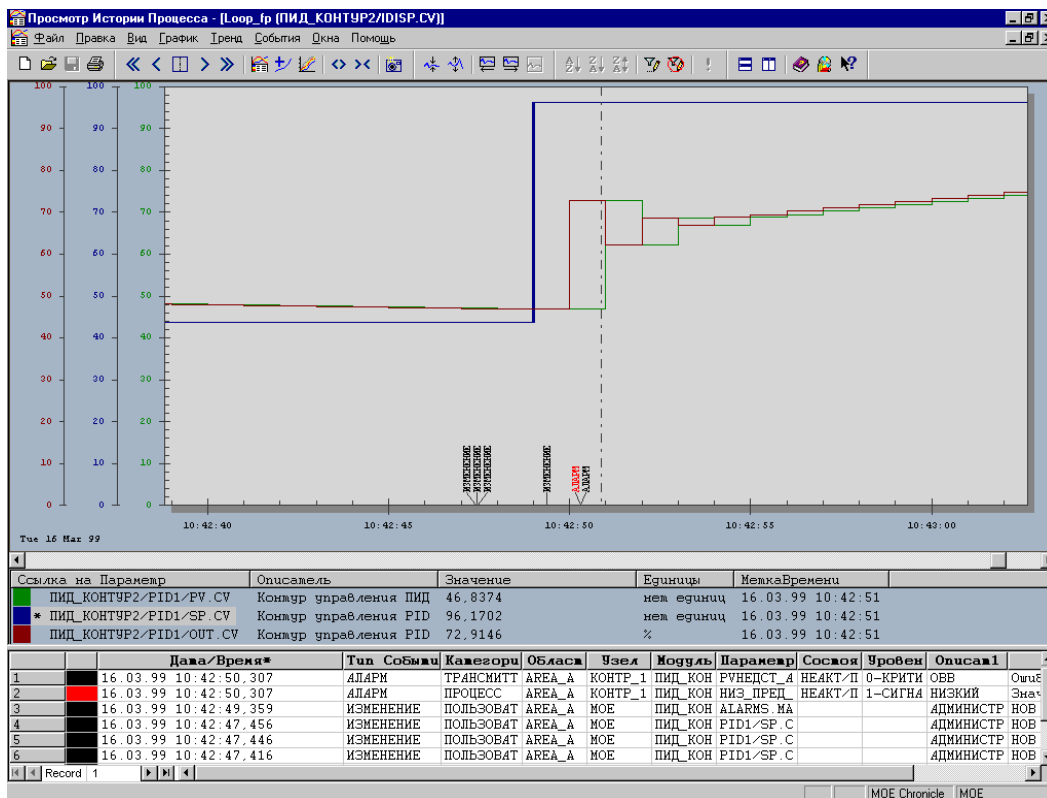 Просмотр Истории Процесса - [Loop_fp (ПИД_КОНТУР2/IDISP.CV)]
Файл Правка Вид График Тренд События Окна Помощь
100 100 100
90 90 90
80 80 80
70 70 70
60 60 60
50 50 50
40 40 40
30 30 30
20 20 20
10 10 10
0 0 0
ИЗМЕНЕНИЕ ИЗМЕНЕНИЕ ИЗМЕНЕНИЕ ИЗМЕНЕНИЕ АЛАРМ АЛАРМ
10:42:40 10:42:45 10:42:50 10:42:55 10:43:00
Tue 16 Mar 99
Ссылка на Параметр Описатель Значение Единицы МеткаВремени
ПИД_КОНТУР2/PID1/PV.CV Контур управления ПИД 46,8374 нет единиц 16.03.99 10:42:51
* ПИД_КОНТУР2/PID1/SP.CV Контур управления PID 96,1702 нет единиц 16.03.99 10:42:51
ПИД_КОНТУР2/PID1/OUT.CV Контур управления PID 72,9146 % 16.03.99 10:42:51
Дата/Время* Тип Событи Категори Област Узел Модуль Параметр Состоя Уровен Описат1
1 16.03.99 10:42:50,307 АЛАРМ ТРАНСМИТТ AREA_A КОНТР_1 ПИД_КОН PVНЕДСТ_А НЕАКТ/П 0-КРИТИ ОВВ
2 16.03.99 10:42:50,307 АЛАРМ ПРОЦЕСС AREA_A КОНТР_1 ПИД_КОН НИЗ_ПРЕД_ НЕАКТ/П 1-СИГНА НИЗКИЙ Знач
3 16.03.99 10:42:49,359 ИЗМЕНЕНИЕ ПОЛЬЗОВАТ AREA_A МОЕ ПИД_КОН ALARMS.MA АДМИНИСТР НОВ
4 16.03.99 10:42:47,456 ИЗМЕНЕНИЕ ПОЛЬЗОВАТ AREA_A МОЕ ПИД_КОН PID1/SP.C АДМИНИСТР НОВ
5 16.03.99 10:42:47,446 ИЗМЕНЕНИЕ ПОЛЬЗОВАТ AREA_A МОЕ ПИД_КОН PID1/SP.C АДМИНИСТР НОВ
6 16.03.99 10:42:47,416 ИЗМЕНЕНИЕ ПОЛЬЗОВАТ AREA_A МОЕ ПИД_КОН PID1/SP.C АДМИНИСТР НОВ
Record 1
MOE Chronicle MOE